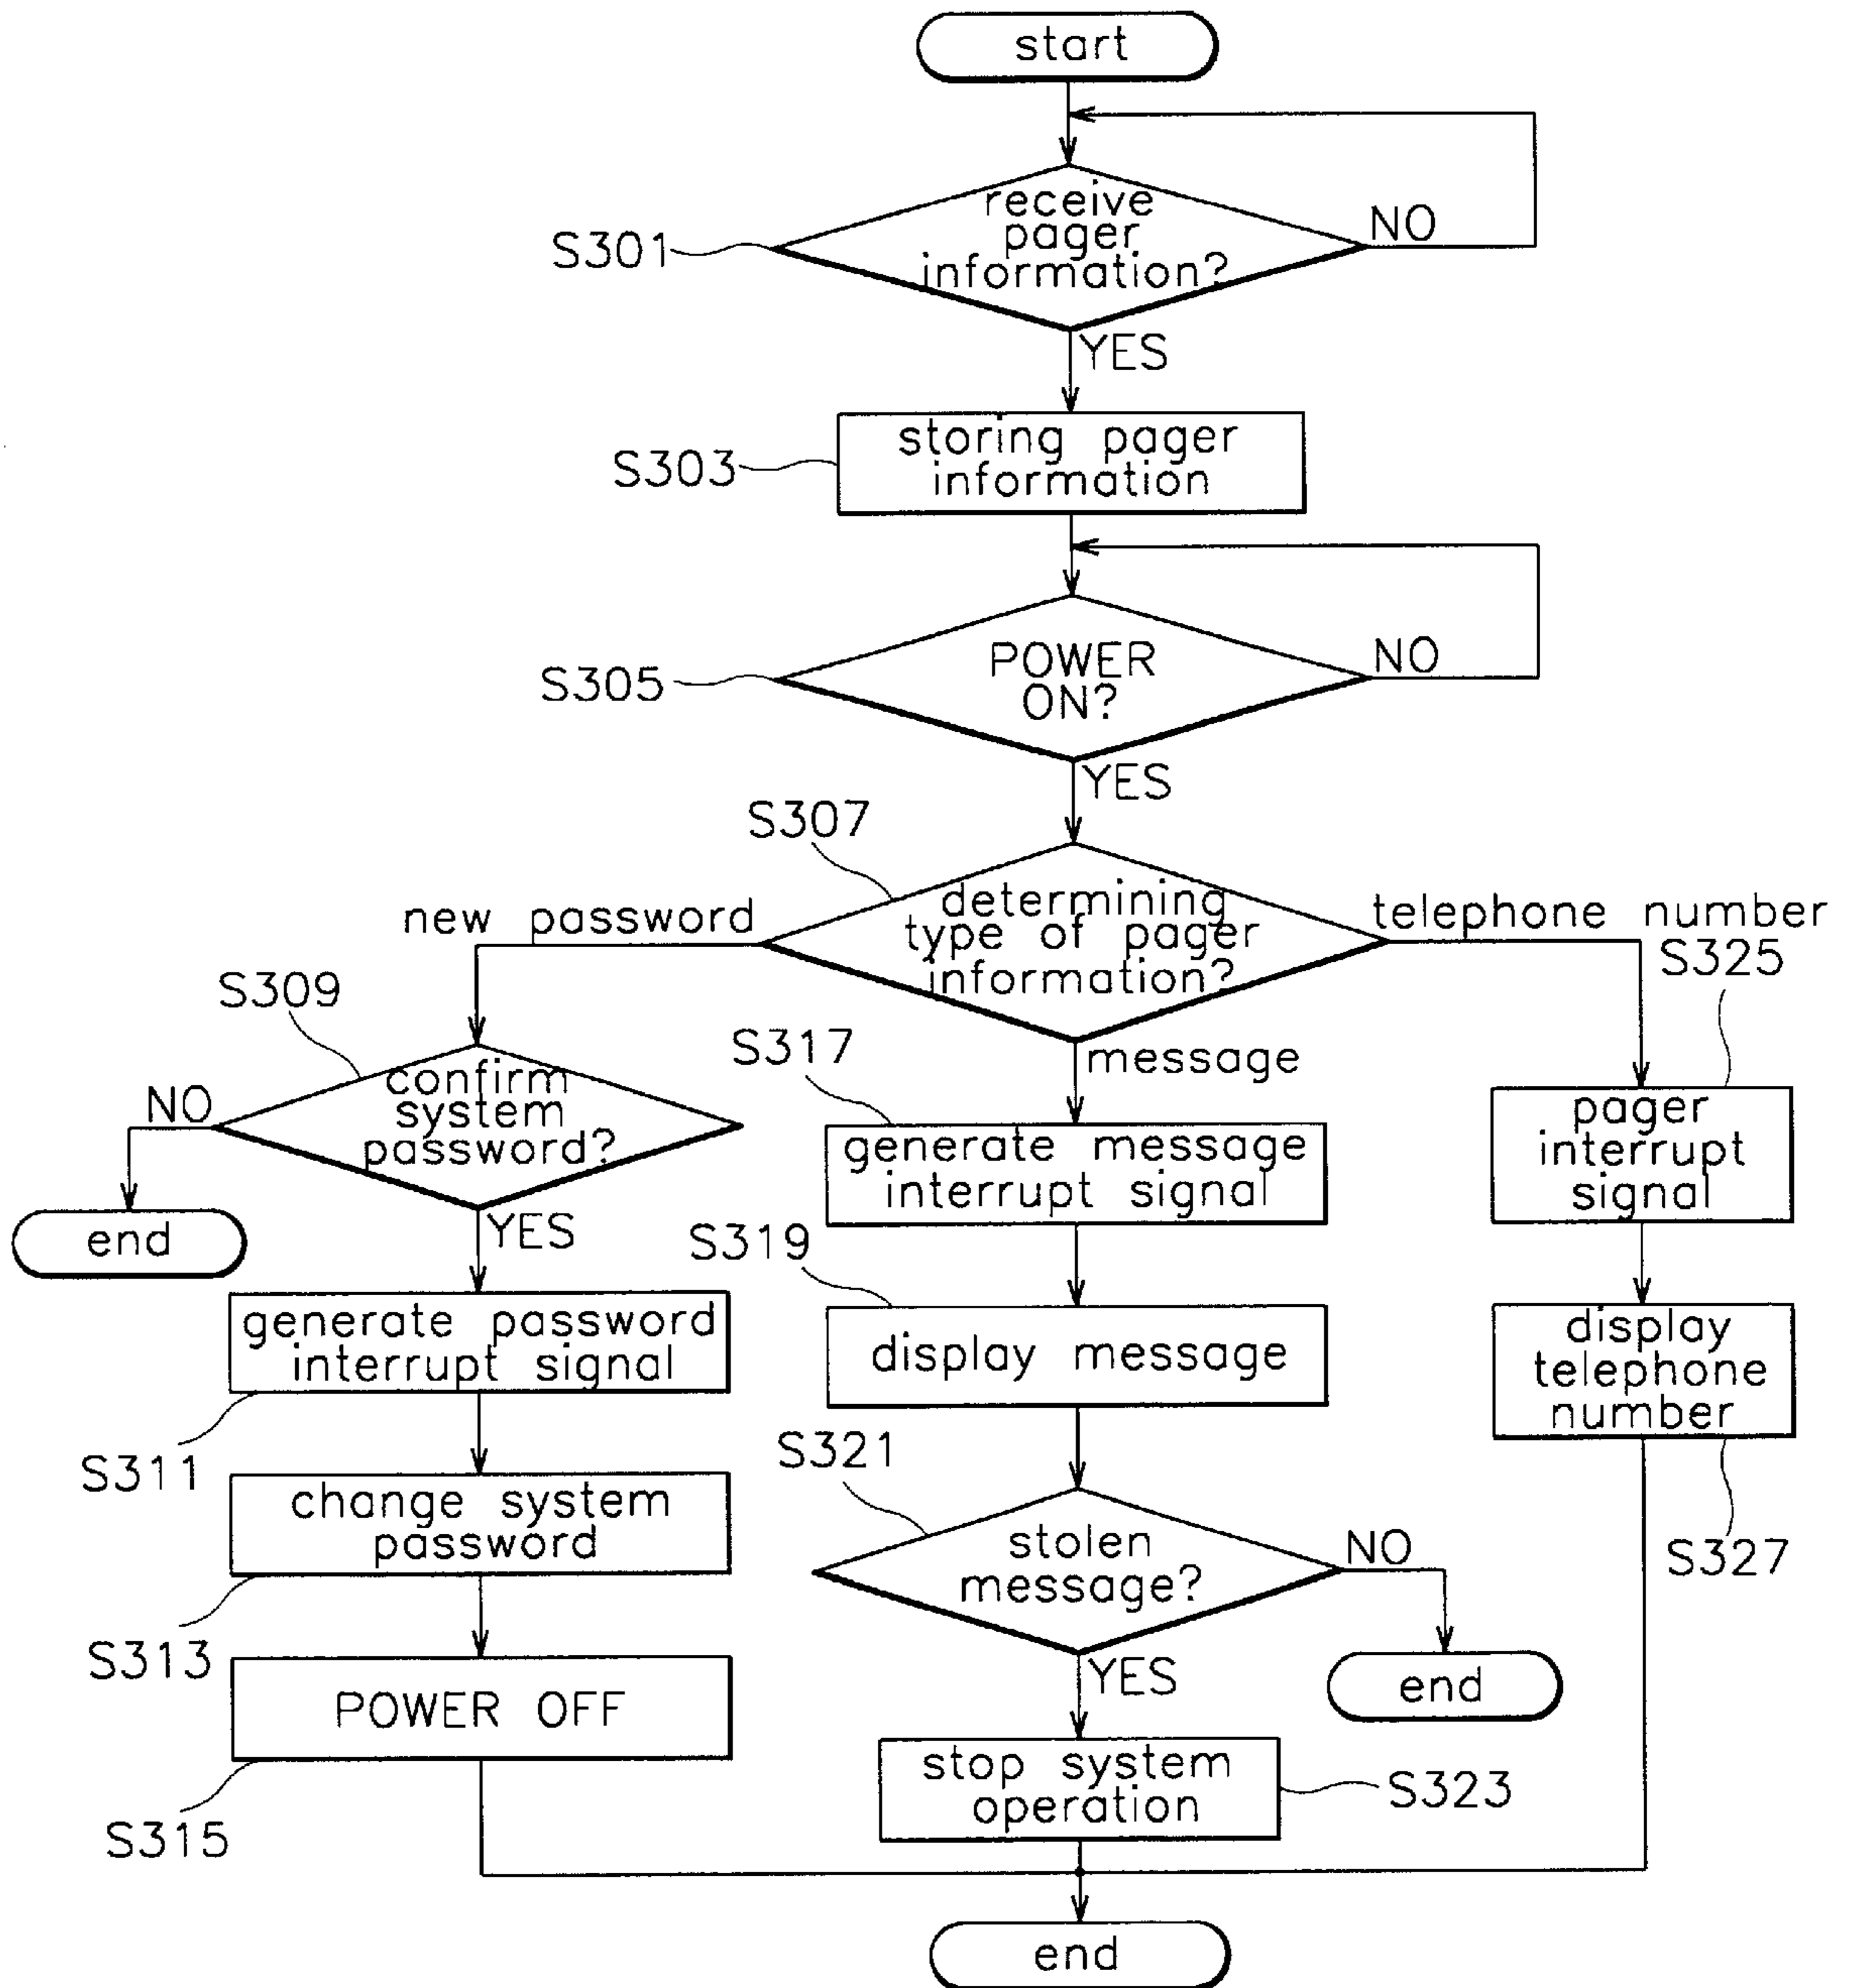 start
receive
pager
information?
NO
S301
YES
storing pager
information
S303
POWER
ON?
NO
S305
YES
S307
determining
type of pager
information?
new password
telephone number
S325
S309
confirm
system
password?
NO
end
YES
S317
message
generate message
interrupt signal
pager
interrupt
signal
S319
generate password
interrupt signal
display message
display
telephone
number
S311
S321
change system
password
stolen
message?
NO
S327
S313
YES
end
POWER OFF
stop system
operation
S323
S315
end